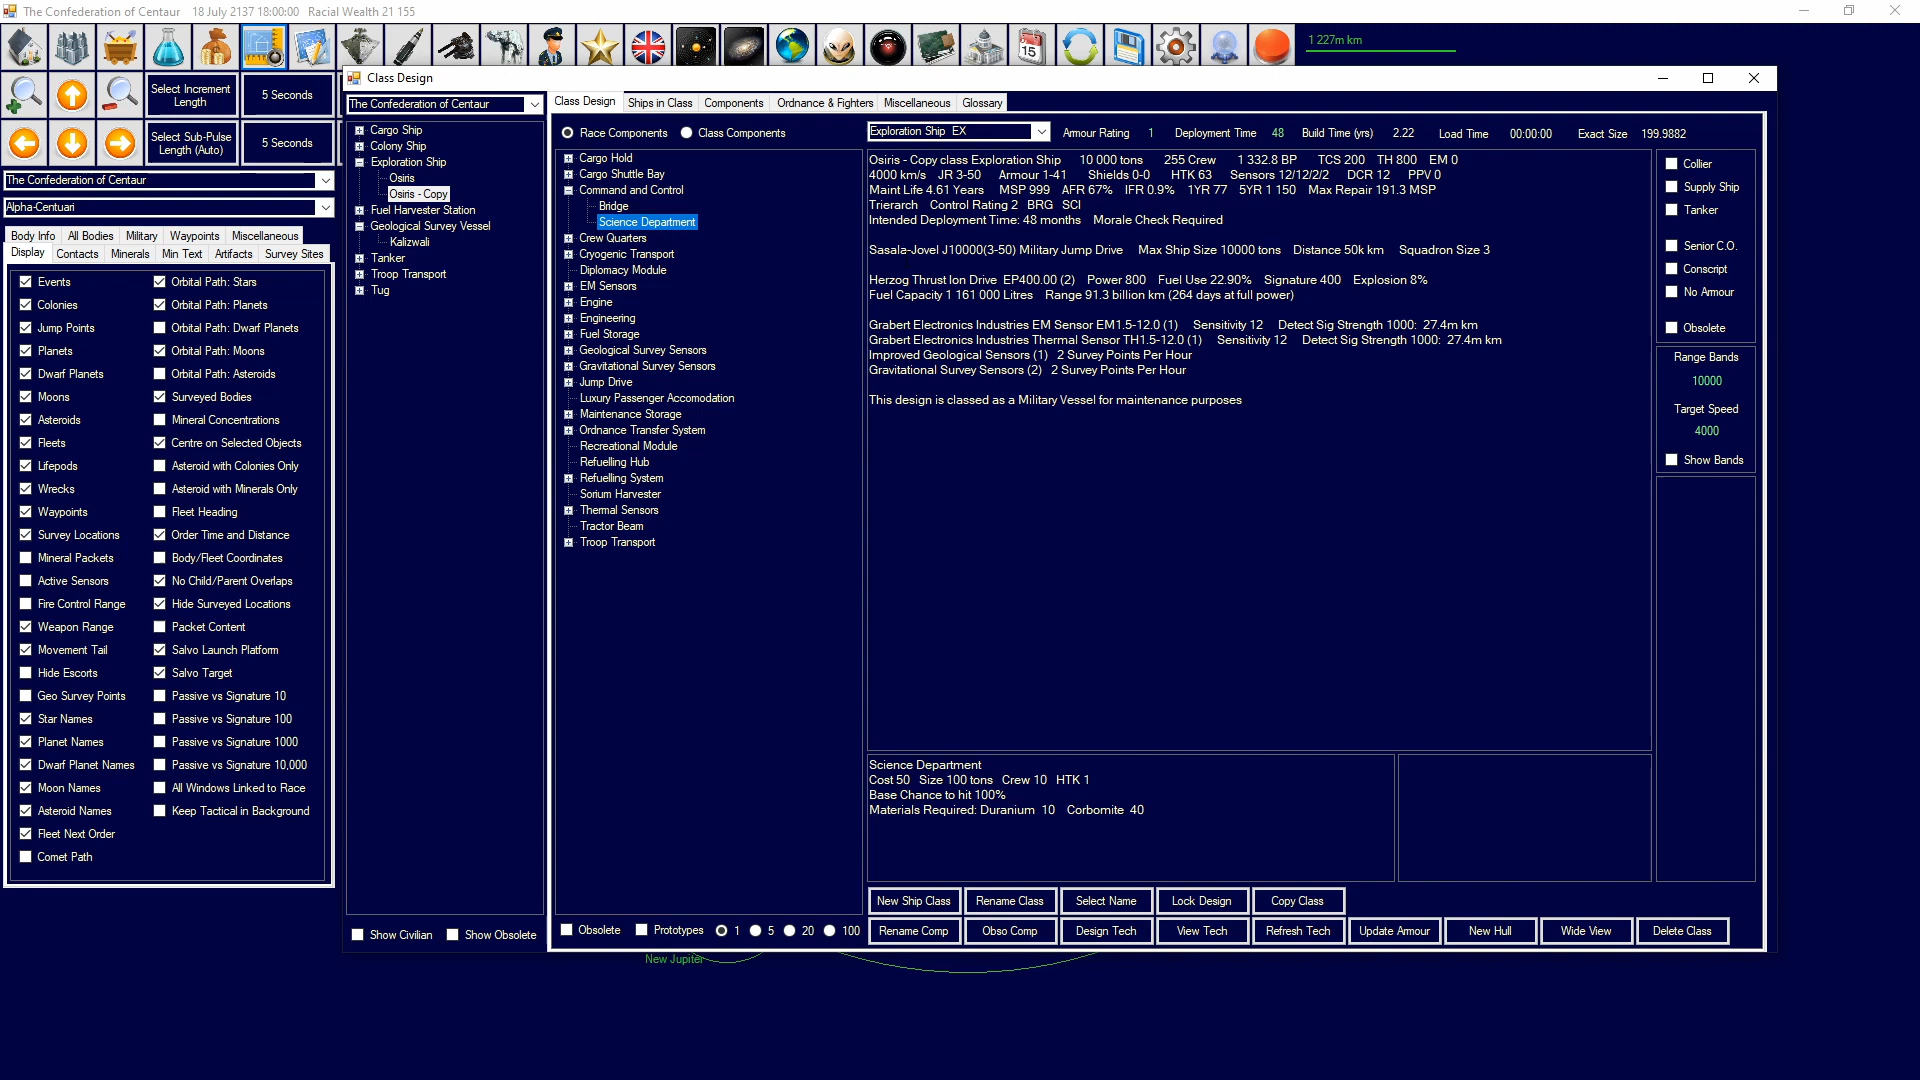 The Confederation of Centaur   18 July 2137 18:00:00   Racial Wealth 21 155
15
1 227m km
Select Increment Length
5 Seconds
Select Sub-Pulse Length (Auto)
5 Seconds
The Confederation of Centaur
Alpha-Centuari
Body Info   All Bodies   Military   Waypoints   Miscellaneous
Display   Contacts   Minerals   Min Text   Artifacts   Survey Sites
Events   Orbital Path: Stars
Colonies   Orbital Path: Planets
Jump Points   Orbital Path: Dwarf Planets
Planets   Orbital Path: Moons
Dwarf Planets   Orbital Path: Asteroids
Moons   Surveyed Bodies
Asteroids   Mineral Concentrations
Fleets   Centre on Selected Objects
Lifepods   Asteroid with Colonies Only
Wrecks   Asteroid with Minerals Only
Waypoints   Fleet Heading
Survey Locations   Order Time and Distance
Mineral Packets   Body/Fleet Coordinates
Active Sensors   No Child/Parent Overlaps
Fire Control Range   Hide Surveyed Locations
Weapon Range   Packet Content
Movement Tail   Salvo Launch Platform
Hide Escorts   Salvo Target
Geo Survey Points   Passive vs Signature 10
Star Names   Passive vs Signature 100
Planet Names   Passive vs Signature 1000
Dwarf Planet Names   Passive vs Signature 10,000
Moon Names   All Windows Linked to Race
Asteroid Names   Keep Tactical in Background
Fleet Next Order
Comet Path
Class Design
The Confederation of Centaur
Cargo Ship
Colony Ship
Exploration Ship
Osiris
Osiris - Copy
Fuel Harvester Station
Geological Survey Vessel
Kalizwali
Tanker
Troop Transport
Tug
Show Civilian   Show Obsolete
Class Design   Ships in Class   Components   Ordnance & Fighters   Miscellaneous   Glossary
Race Components   Class Components
Cargo Hold
Cargo Shuttle Bay
Command and Control
Bridge
Science Department
Crew Quarters
Cryogenic Transport
Diplomacy Module
EM Sensors
Engine
Engineering
Fuel Storage
Geological Survey Sensors
Gravitational Survey Sensors
Jump Drive
Luxury Passenger Accomodation
Maintenance Storage
Ordnance Transfer System
Recreational Module
Refuelling Hub
Refuelling System
Sorium Harvester
Thermal Sensors
Tractor Beam
Troop Transport
Obsolete   Prototypes   1   5   20   100
Exploration Ship  EX   Armour Rating   1   Deployment Time   48   Build Time (yrs)   2.22   Load Time   00:00:00   Exact Size   199.9882
Osiris - Copy class Exploration Ship      10 000 tons      255 Crew      1 332.8 BP      TCS 200    TH 800    EM 0
4000 km/s    JR 3-50    Armour 1-41      Shields 0-0      HTK 63      Sensors 12/12/2/2      DCR 12      PPV 0
Maint Life 4.61 Years    MSP 999    AFR 67%    IFR 0.9%    1YR 77    5YR 1 150    Max Repair 191.3 MSP
Trierarch    Control Rating 2   BRG   SCI
Intended Deployment Time: 48 months    Morale Check Required
Sasala-Jovel J10000(3-50) Military Jump Drive     Max Ship Size 10000 tons    Distance 50k km     Squadron Size 3
Herzog Thrust Ion Drive  EP400.00 (2)    Power 800    Fuel Use 22.90%    Signature 400    Explosion 8%
Fuel Capacity 1 161 000 Litres    Range 91.3 billion km (264 days at full power)
Grabert Electronics Industries EM Sensor EM1.5-12.0 (1)     Sensitivity 12     Detect Sig Strength 1000:  27.4m km
Grabert Electronics Industries Thermal Sensor TH1.5-12.0 (1)     Sensitivity 12     Detect Sig Strength 1000:  27.4m km
Improved Geological Sensors (1)   2 Survey Points Per Hour
Gravitational Survey Sensors (2)   2 Survey Points Per Hour
This design is classed as a Military Vessel for maintenance purposes
Science Department
Cost 50   Size 100 tons   Crew 10   HTK 1
Base Chance to hit 100%
Materials Required: Duranium  10    Corbomite  40
Collier
Supply Ship
Tanker
Senior C.O.
Conscript
No Armour
Obsolete
Range Bands
10000
Target Speed
4000
Show Bands
New Ship Class   Rename Class   Select Name   Lock Design   Copy Class
Rename Comp   Obso Comp   Design Tech   View Tech   Refresh Tech   Update Armour   New Hull   Wide View   Delete Class
New Jupiter